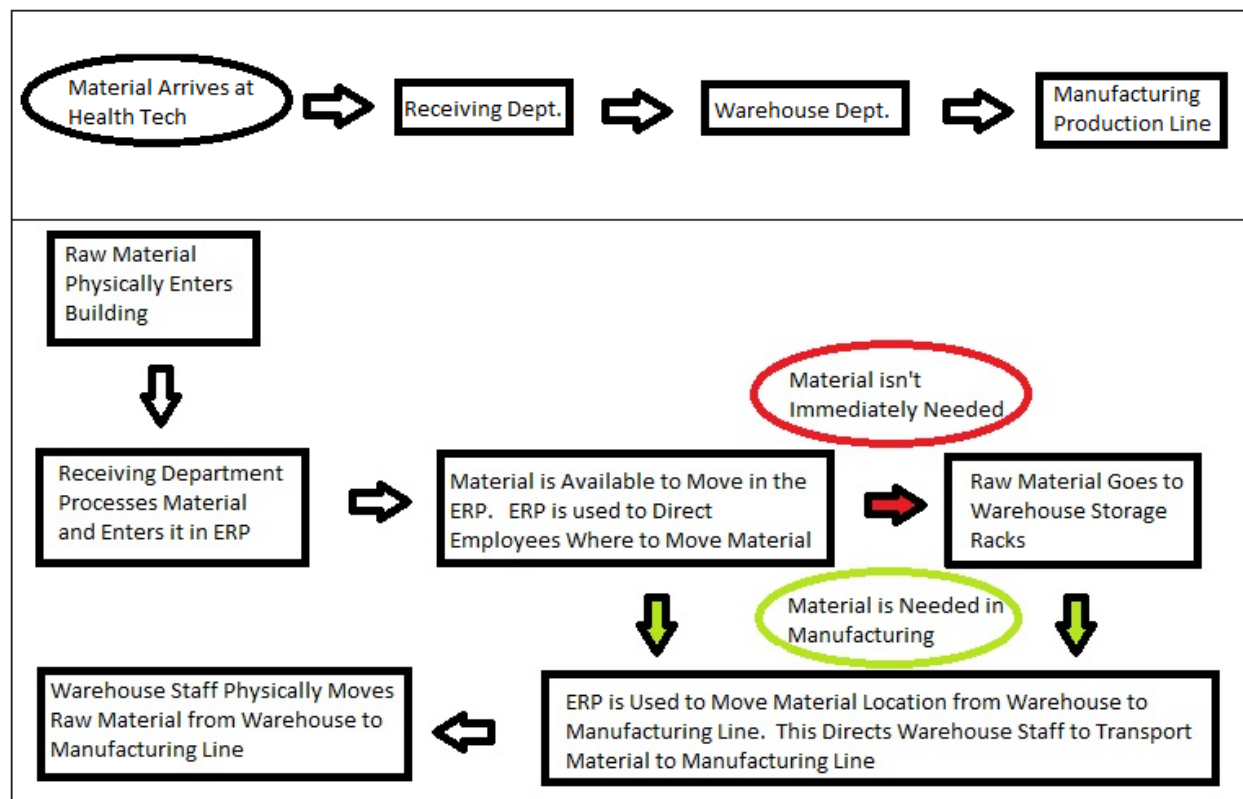 Material Arrives at
Health Tech
Receiving Dept.
Warehouse Dept.
Manufacturing
Production Line
Raw Material
Physically Enters
Building
Material isn't
Immediately Needed
Receiving Department
Processes Material
and Enters it in ERP
Material is Available to Move in the
ERP.  ERP is used to Direct
Employees Where to Move Material
Raw Material Goes to
Warehouse Storage
Racks
Material is Needed in
Manufacturing
Warehouse Staff Physically Moves
Raw Material from Warehouse to
Manufacturing Line
ERP is Used to Move Material Location from Warehouse to
Manufacturing Line.  This Directs Warehouse Staff to Transport
Material to Manufacturing Line